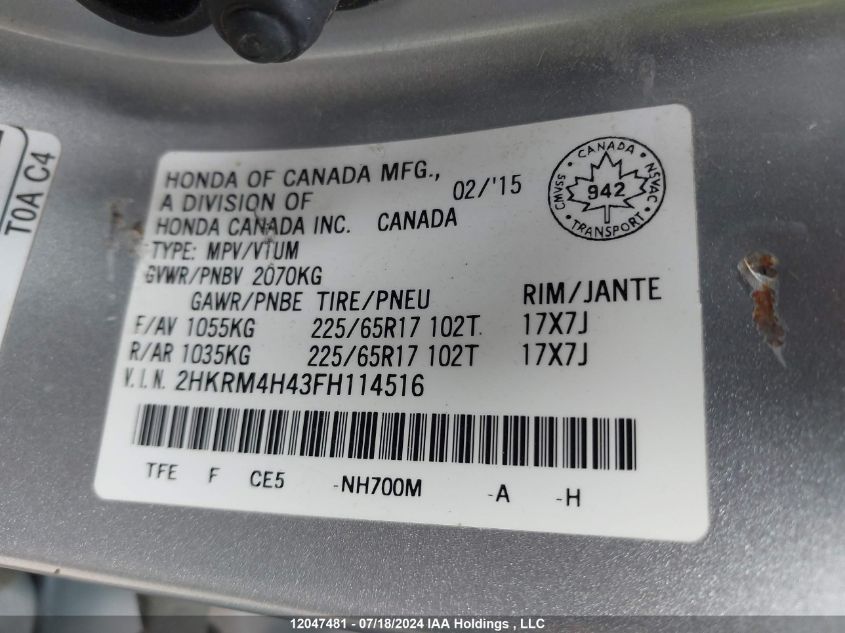 T0A C4
HONDA OF CANADA MFG., 02/'15
A DIVISION OF
HONDA CANADA INC. CANADA
TYPE: MPV/VTUM
GVWR/PNBV 2070KG
GAWR/PNBE TIRE/PNEU RIM/JANTE
F/AV 1055KG 225/65R17 102T 17X7J
R/AR 1035KG 225/65R17 102T 17X7J
V.I.N. 2HKRM4H43FH114516
TFE F CE5 -NH700M -A -H
CANADA
CMVSS 942 NSVAC
TRANSPORT
12047481 - 07/18/2024 IAA Holdings , LLC